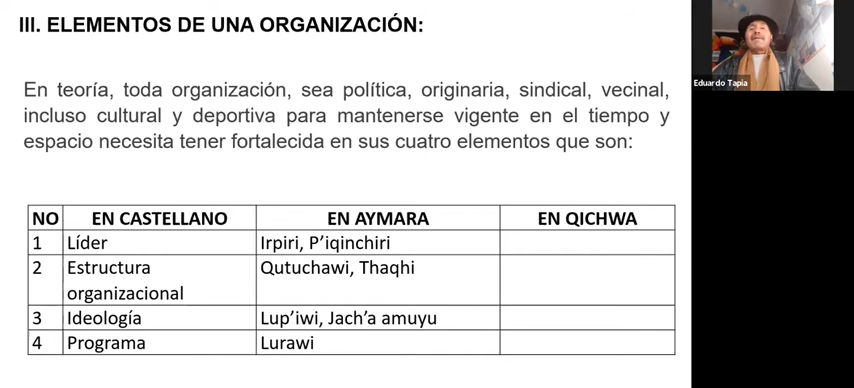 III. ELEMENTOS DE UNA ORGANIZACIÓN:
En teoría, toda organización, sea política, originaria, sindical, vecinal,
incluso cultural y deportiva para mantenerse vigente en el tiempo y
espacio necesita tener fortalecida en sus cuatro elementos que son:
NO EN CASTELLANO EN AYMARA EN QICHWA
1 Líder Irpiri, P’iqinchiri
2 Estructura Qutuchawi, Thaqhi
organizacional
3 Ideología Lup’iwi, Jach’a amuyu
4 Programa Lurawi
Eduardo Tapia